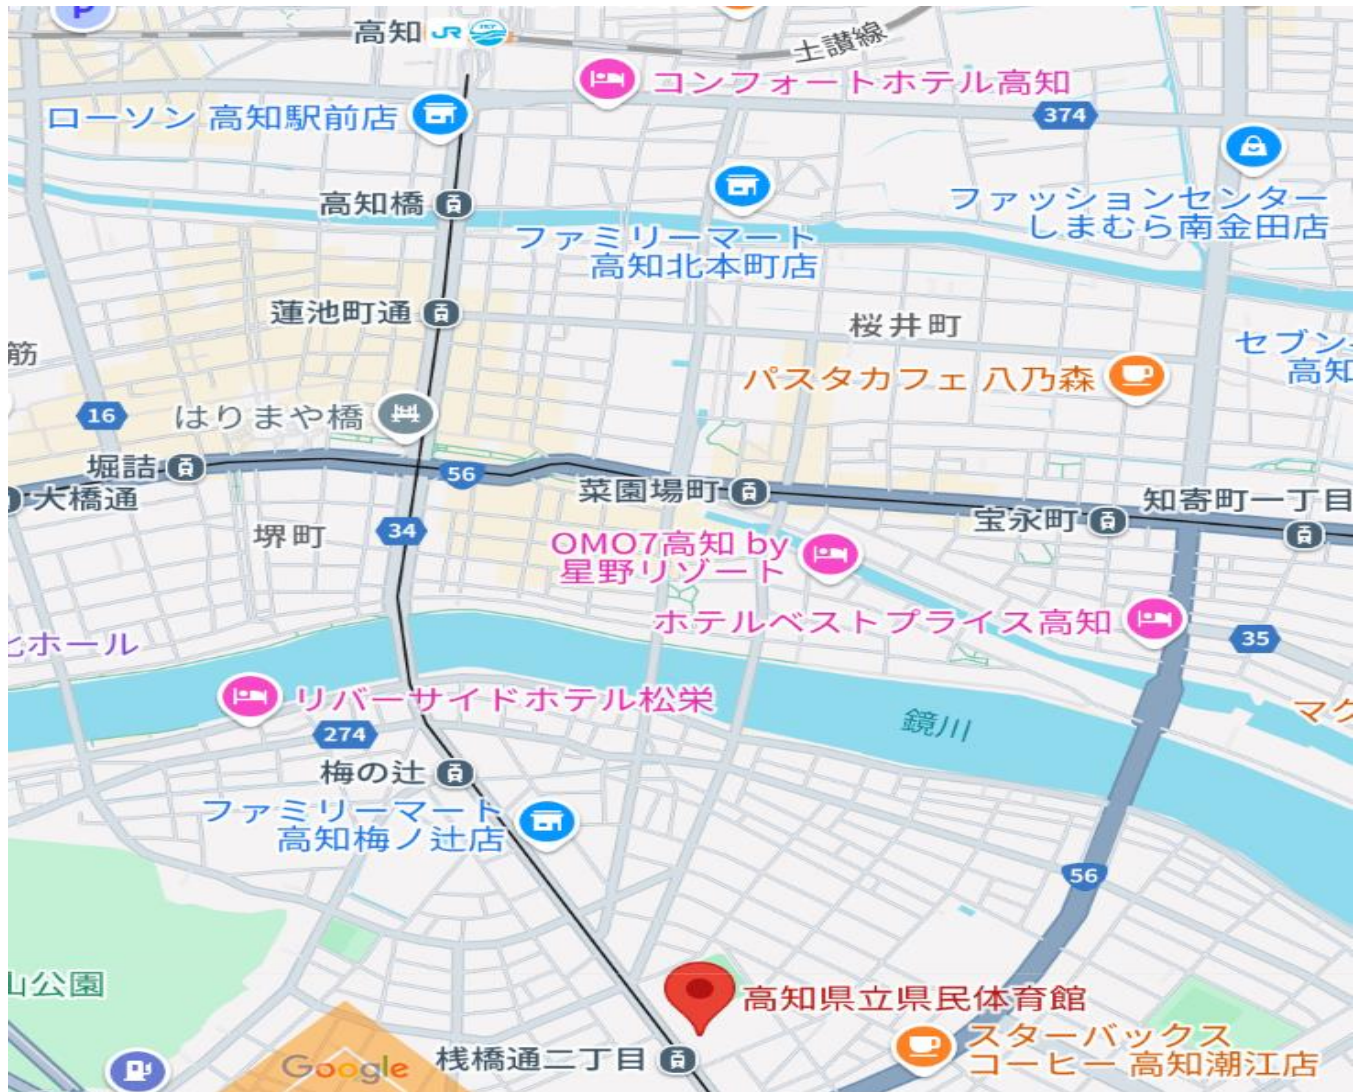 P
高知 JR
土讃線
コンフォートホテル高知
ローソン 高知駅前店
374
高知橋
ファミリーマート
高知北本町店
ファッションセンター
しまむら南金田店
蓮池町通
桜井町
筋
セブン
高知
パスタカフェ 八乃森
16
はりまや橋
堀詰
56
大橋通
菜園場町
知寄町一丁目
宝永町
堺町
34
OMO7高知 by
星野リゾート
ホテルベストプライス高知
35
ホール
リバーサイドホテル松栄
マク
274
鏡川
梅の辻
ファミリーマート
高知梅ノ辻店
56
山公園
高知県立県民体育館
スターバックス
コーヒー 高知潮江店
桟橋通二丁目
Google